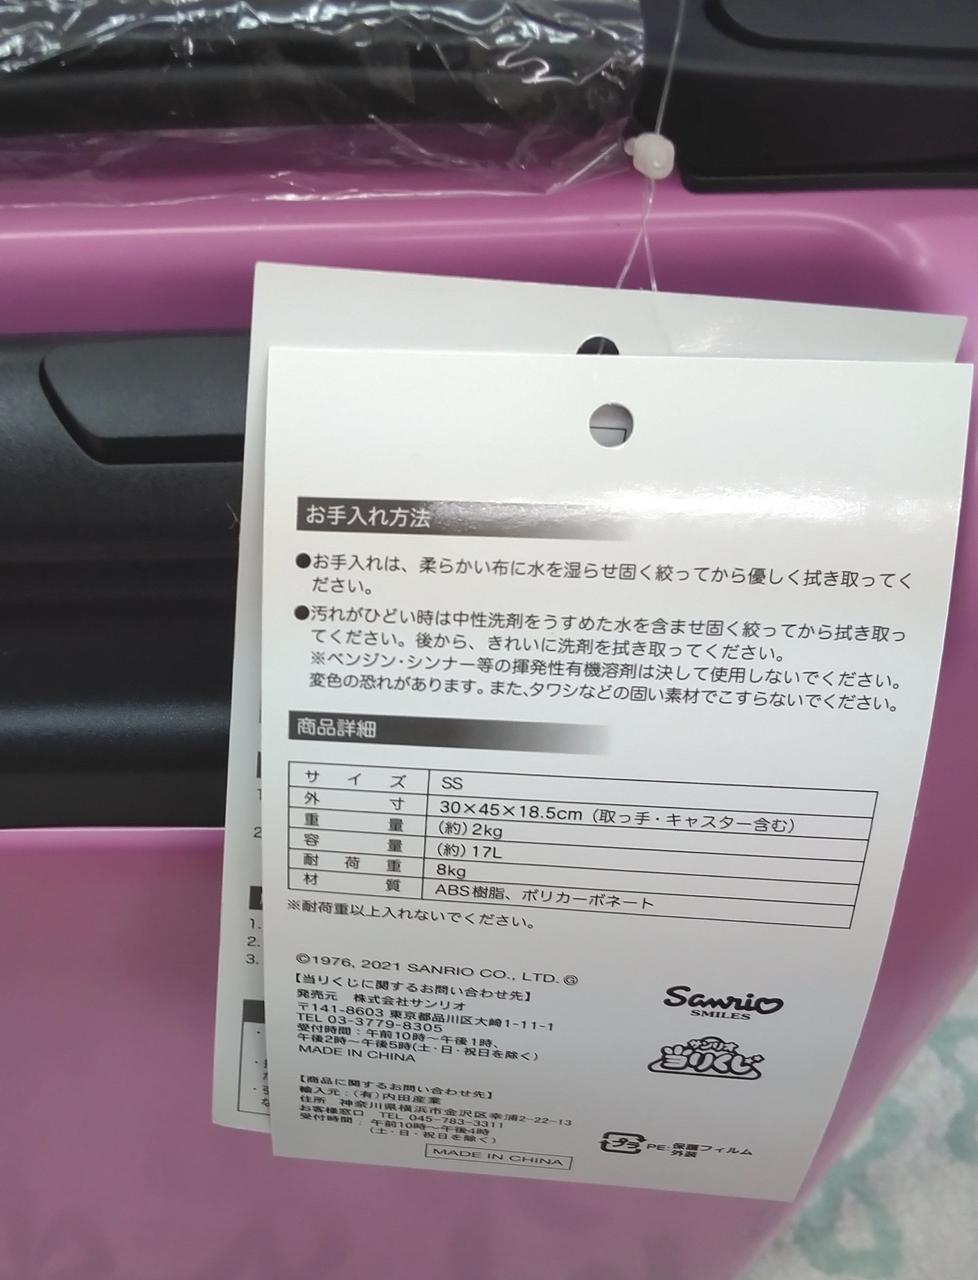 お手入れ方法
●お手入れは、柔らかい布に水を湿らせ固く絞ってから優しく拭き取ってく
ださい。
●汚れがひどい時は中性洗剤をうすめた水を含ませ固く絞ってから拭き取っ
てください。後から、きれいに洗剤を拭き取ってください。
※ベンジン・シンナー等の揮発性有機溶剤は決して使用しないでください。
変色の恐れがあります。また、タワシなどの固い素材でこすらないでください。
商品詳細
サイズ SS
外寸 30×45×18.5cm（取っ手・キャスター含む）
重量 (約)2kg
容量 (約)17L
耐荷重 8kg
材質 ABS樹脂、ポリカーボネート
※耐荷重以上入れないでください。
©1976, 2021 SANRIO CO., LTD. Ⓖ
【当りくじに関するお問い合わせ先】
発売元 株式会社サンリオ
〒141-8603 東京都品川区大崎1-11-1
TEL 03-3779-8305
受付時間：午前10時～午後1時、
午後2時～午後5時(土・日・祝日を除く)
MADE IN CHINA
Sanrio
SMILES
サンリオ
当りくじ
【商品に関するお問い合わせ先】
輸入元：(有)内田産業
住所 神奈川県横浜市金沢区幸浦2-22-13
お客様窓口 TEL 045-783-3311
受付時間：午前10時～午後4時
(土・日・祝日を除く)
MADE IN CHINA
プラ PE:保護フィルム
外装
1.
2.
3.